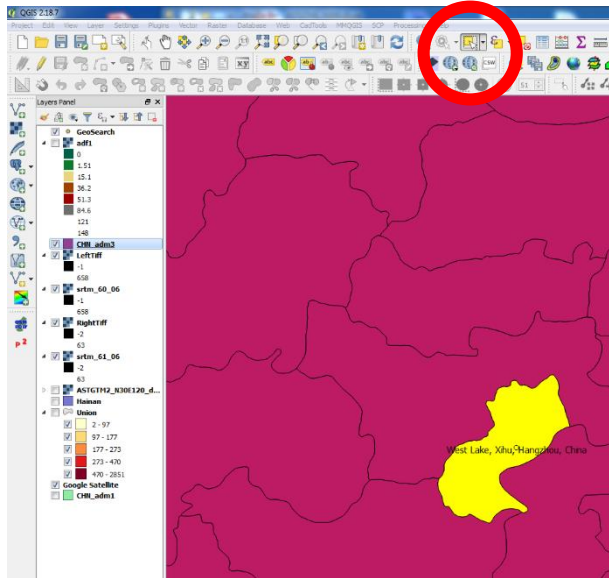 QGIS 2.18.7
Project Edit View Layer Settings Plugins Vector Raster Database Web CadTools MMQGIS SCP Processing
CSW
51
Layers Panel
GeoSearch
adf1
0
1.51
15.1
36.2
51.3
84.6
121
148
CHN_adm3
LeftTiff
-1
658
srtm_60_06
-1
658
RightTiff
-2
63
srtm_61_06
-2
63
ASTGTM2_N30E120_d...
Hainan
Union
2 - 97
97 - 177
177 - 273
273 - 470
470 - 2851
Google Satellite
CHN_adm1
West Lake, Xihu, Hangzhou, China